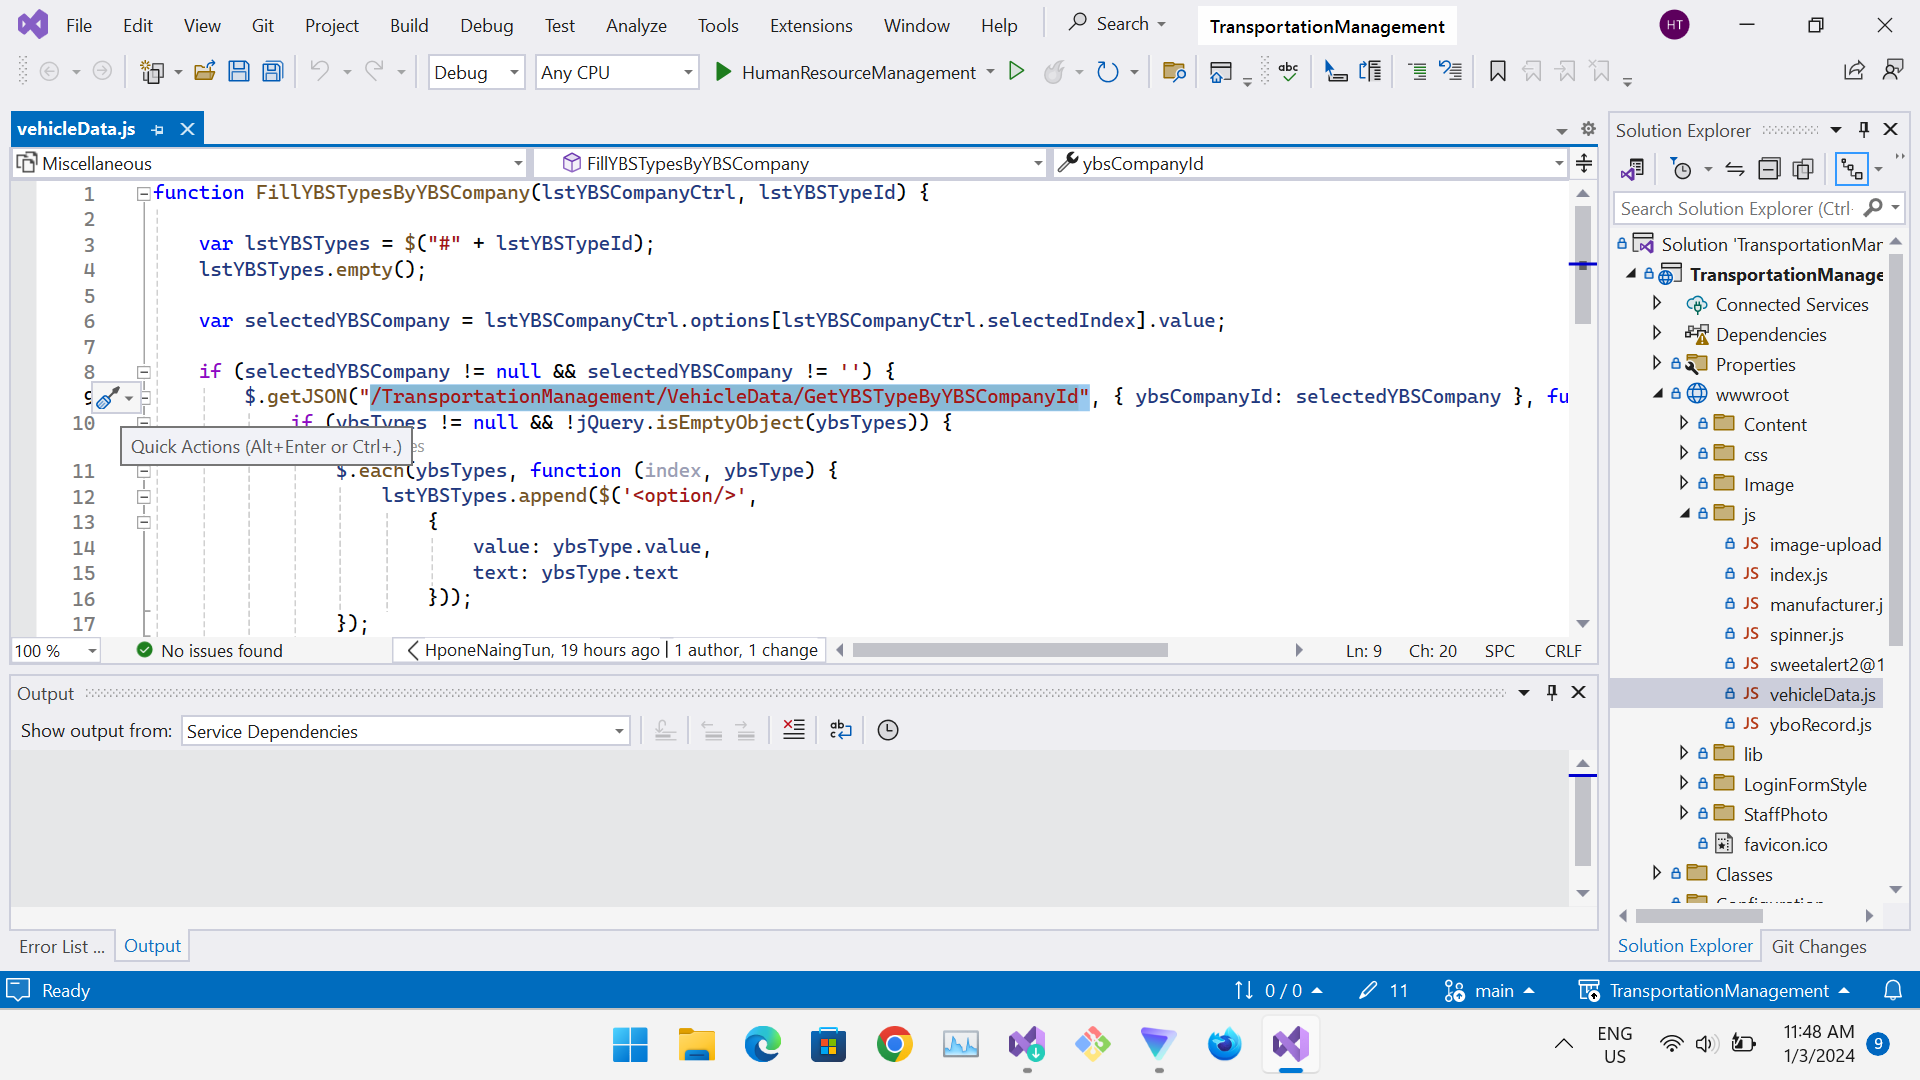 File Edit View Git Project Build Debug Test Analyze Tools Extensions Window Help Search TransportationManagement HT
Debug Any CPU HumanResourceManagement abc
vehicleData.js
Miscellaneous FillYBSTypesByYBSCompany ybsCompanyId
1 function FillYBSTypesByYBSCompany(lstYBSCompanyCtrl, lstYBSTypeId) {
2
3 var lstYBSTypes = $("#" + lstYBSTypeId);
4 lstYBSTypes.empty();
5
6 var selectedYBSCompany = lstYBSCompanyCtrl.options[lstYBSCompanyCtrl.selectedIndex].value;
7
8 if (selectedYBSCompany != null && selectedYBSCompany != '') {
9 $.getJSON("/TransportationManagement/VehicleData/GetYBSTypeByYBSCompanyId", { ybsCompanyId: selectedYBSCompany }, fu
10 if (ybsTypes != null && !jQuery.isEmptyObject(ybsTypes)) {
Quick Actions (Alt+Enter or Ctrl+.) es
11 $.each(ybsTypes, function (index, ybsType) {
12 lstYBSTypes.append($('<option/>',
13 {
14 value: ybsType.value,
15 text: ybsType.text
16 }));
17 });
100 % No issues found HponeNaingTun, 19 hours ago | 1 author, 1 change Ln: 9 Ch: 20 SPC CRLF
Output
Show output from: Service Dependencies
Error List ... Output
Solution Explorer
Search Solution Explorer (Ctrl
Solution 'TransportationMar
TransportationManage
Connected Services
Dependencies
Properties
wwwroot
Content
css
Image
js
JS image-upload
JS index.js
JS manufacturer.j
JS spinner.js
JS sweetalert2@1
JS vehicleData.js
JS yboRecord.js
lib
LoginFormStyle
StaffPhoto
favicon.ico
Classes
Solution Explorer Git Changes
Ready 0 / 0 11 main TransportationManagement
ENG
US
11:48 AM
1/3/2024
9